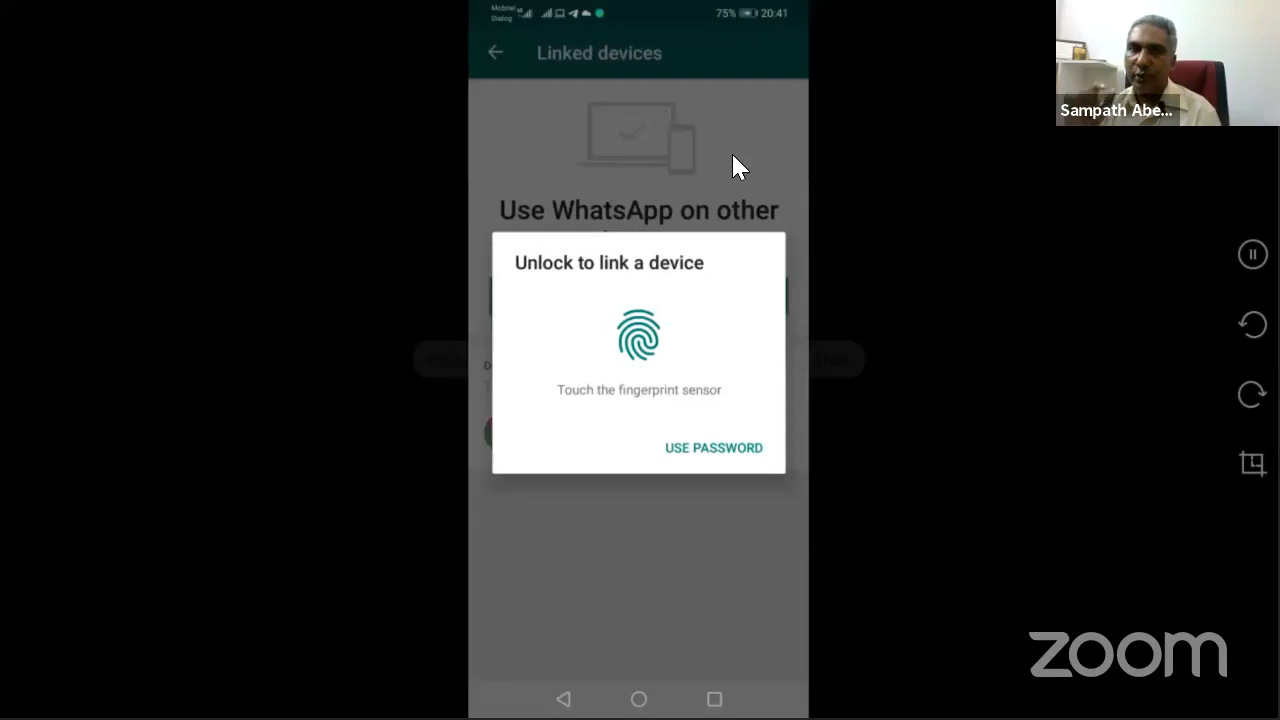 Mobitel
Dialog
75% 20:41
Linked devices
Use WhatsApp on other
Unlock to link a device
Touch the fingerprint sensor
USE PASSWORD
Sampath Abe...
zoom